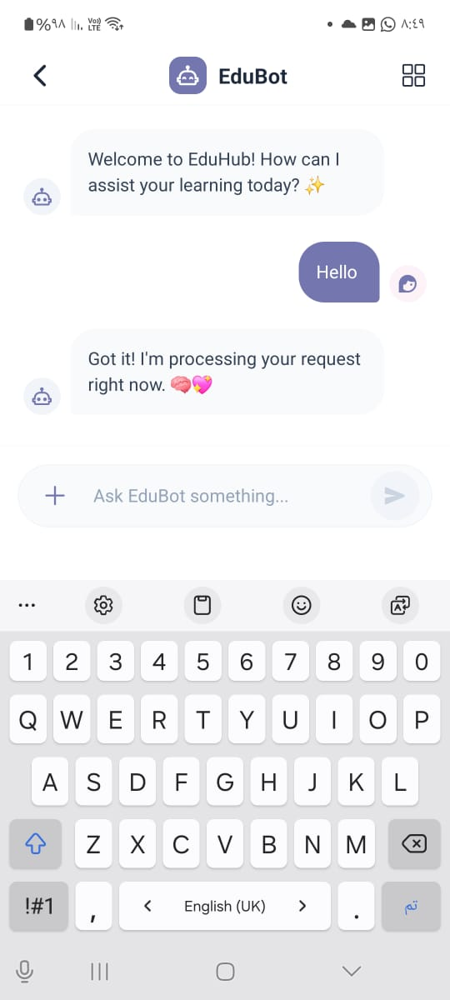 %٩٨ Vo)) LTE ٨:٤٩
EduBot
Welcome to EduHub! How can I
assist your learning today? ✨
Hello
Got it! I'm processing your request
right now. 🧠💖
Ask EduBot something...
1 2 3 4 5 6 7 8 9 0
Q W E R T Y U I O P
A S D F G H J K L
Z X C V B N M
!#1 , < English (UK) > . تم